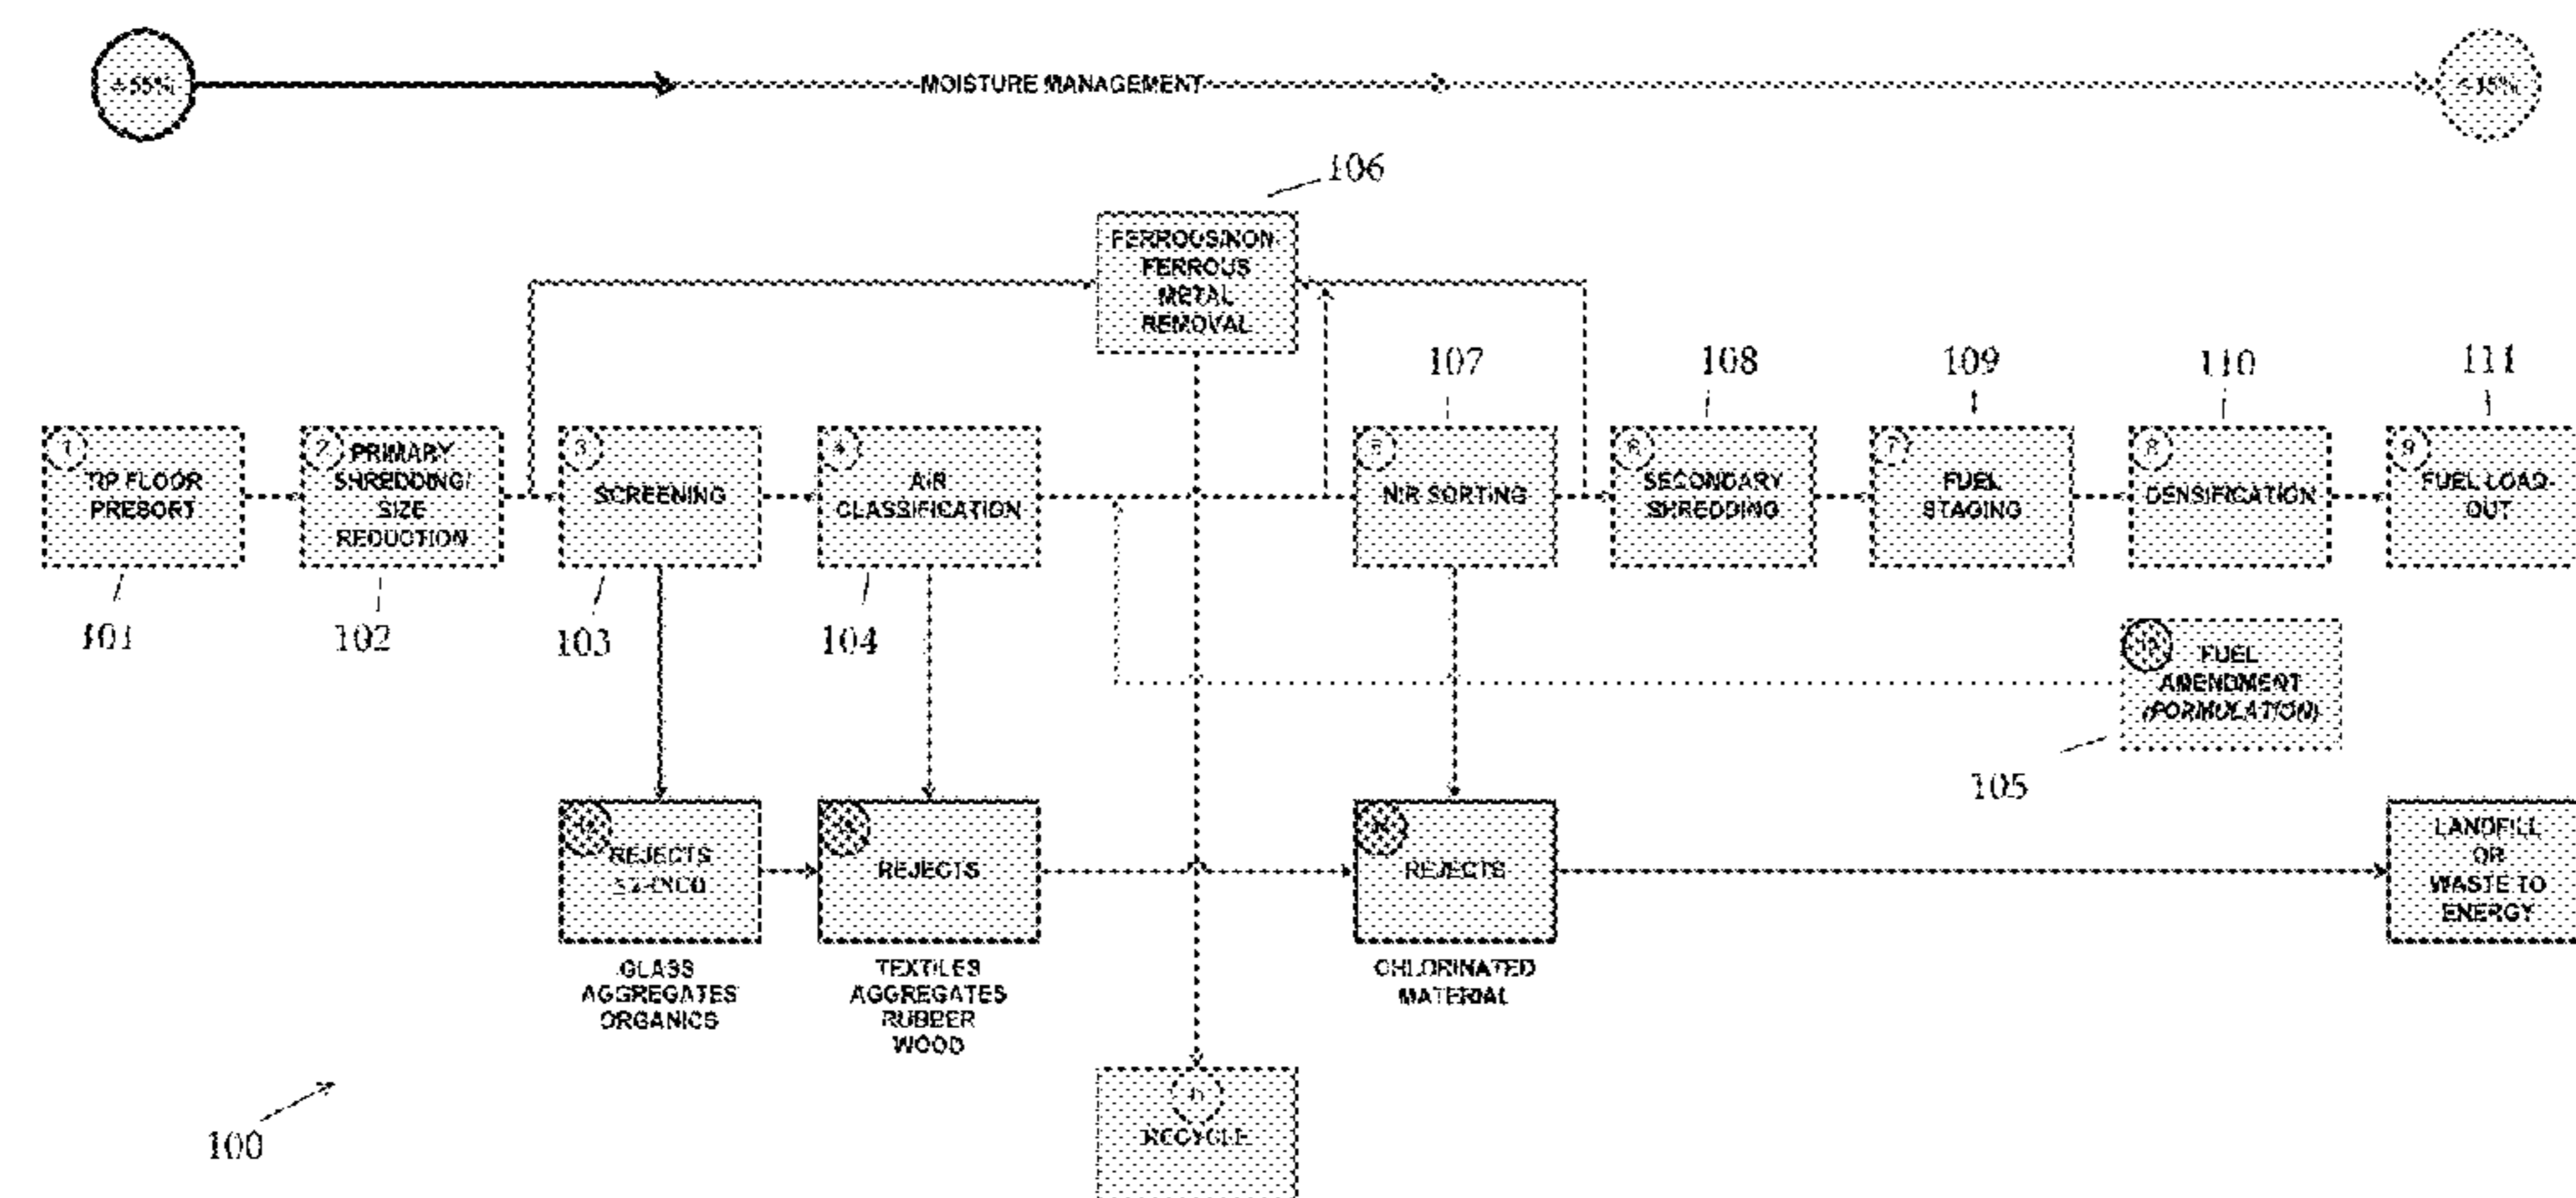 MOISTURE MANAGEMENT
106
FERROUS/NON-
FERROUS
METAL
REMOVAL
107
108
109
110
111
1
TIP FLOOR
PRESORT
2
PRIMARY
SHREDDING/
SIZE
REDUCTION
3
SCREENING
4
AIR
CLASSIFICATION
NIR SORTING
SECONDARY
SHREDDING
7
FUEL
STAGING
8
DENSIFICATION
9
FUEL LOAD-
OUT
101
102
103
104
FUEL
AMENDMENT
(FORMULATION)
105
REJECTS
REJECTS
REJECTS
LANDFILL
OR
WASTE TO
ENERGY
GLASS
AGGREGATES
ORGANICS
TEXTILES
AGGREGATES
RUBBER
WOOD
CHLORINATED
MATERIAL
RECYCLE
100